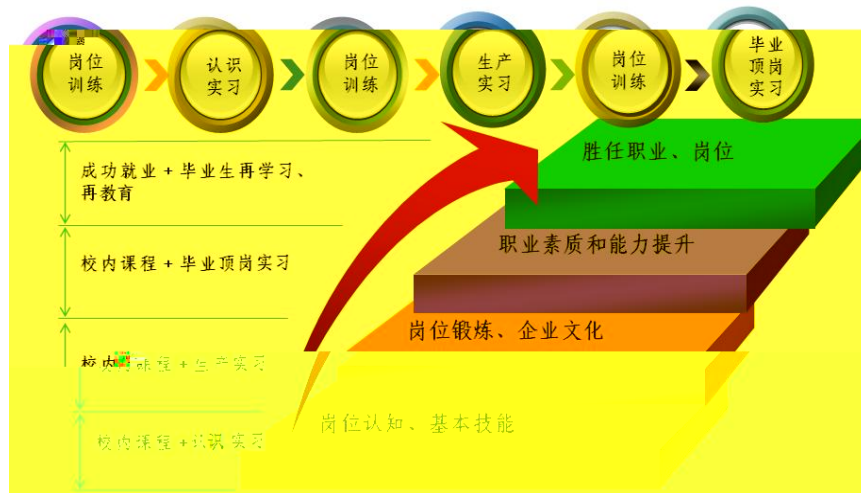 岗位
训练
认识
实习
岗位
训练
生产
实习
岗位
训练
毕业
顶岗
实习
成功就业 + 毕业生再学习、
再教育
胜任职业、岗位
校内课程 + 毕业顶岗实习
职业素质和能力提升
校内课程 + 生产实习
岗位锻炼、企业文化
校内课程 + 认识实习
岗位认知、基本技能